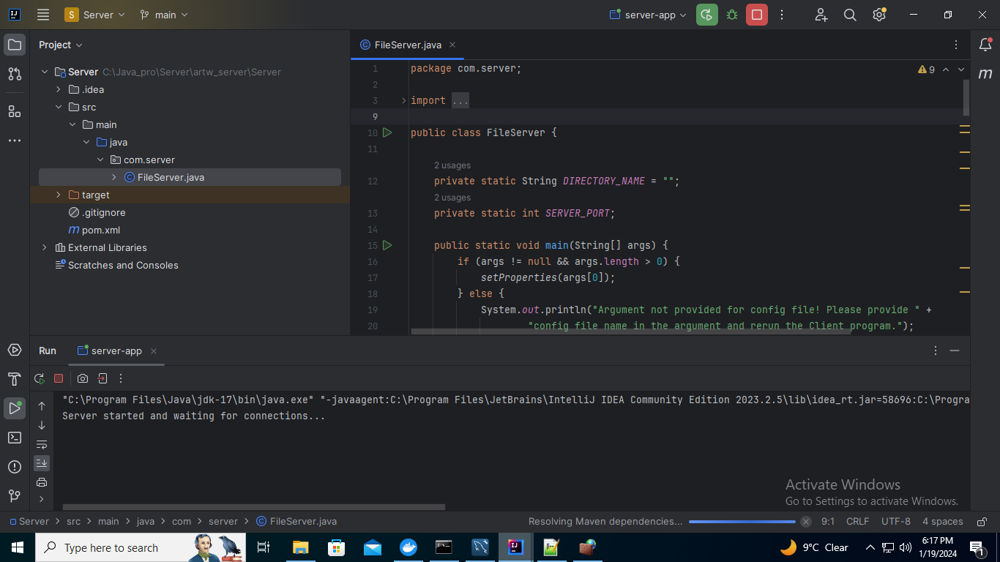 S Server main server-app
Project
Server C:\Java_pro\Server\artw_server\Server
.idea
src
main
java
com.server
FileServer.java
target
.gitignore
m pom.xml
External Libraries
Scratches and Consoles
FileServer.java
1 package com.server;
9
2
3 import ...
9
10 public class FileServer {
11
2 usages
12 private static String DIRECTORY_NAME = "";
2 usages
13 private static int SERVER_PORT;
14
15 public static void main(String[] args) {
16 if (args != null && args.length > 0) {
17 setProperties(args[0]);
18 } else {
19 System.out.println("Argument not provided for config file! Please provide " +
20 "config file name in the argument and rerun the Client program.");
m
Run server-app
"C:\Program Files\Java\jdk-17\bin\java.exe" "-javaagent:C:\Program Files\JetBrains\IntelliJ IDEA Community Edition 2023.2.5\lib\idea_rt.jar=58696:C:\Progra
Server started and waiting for connections...
Activate Windows
Go to Settings to activate Windows.
Server > src > main > java > com > server > FileServer.java Resolving Maven dependencies... 9:1 CRLF UTF-8 4 spaces
Type here to search
9°C Clear
6:17 PM
1/19/2024
1